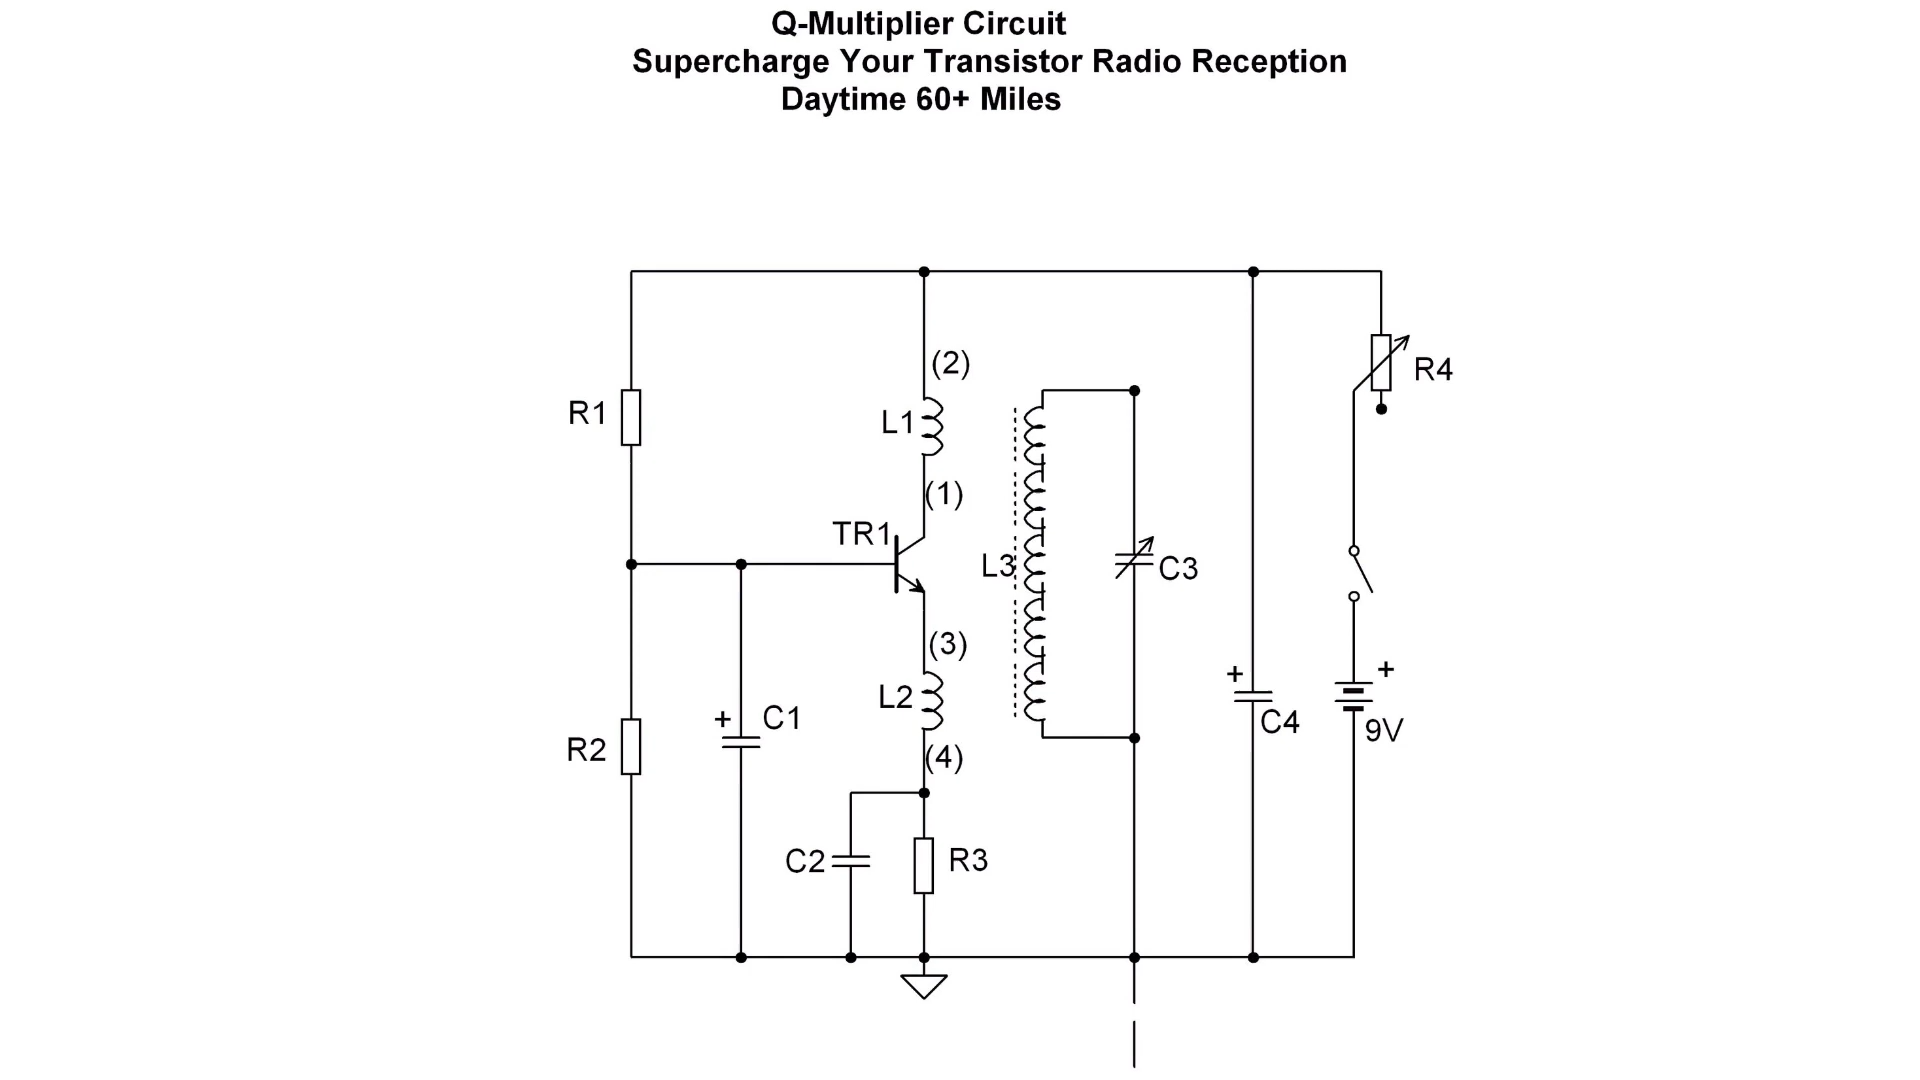 Q-Multiplier Circuit
Supercharge Your Transistor Radio Reception
Daytime 60+ Miles
(2)
R4
R1
L1
(1)
TR1
L3
C3
(3)
+
+
L2
+
C1
C4
9V
R2
(4)
C2
R3